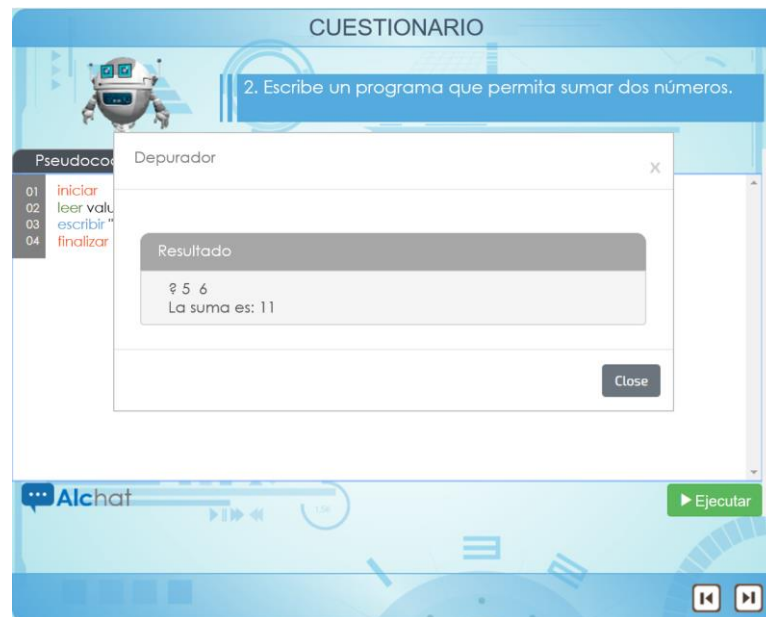 CUESTIONARIO
2. Escribe un programa que permita sumar dos números.
Pseudocod
Depurador
x
01 iniciar
02 leer valu
03 escribir "
04 finalizar
Resultado
? 5 6
La suma es: 11
Close
AIchat
Ejecutar